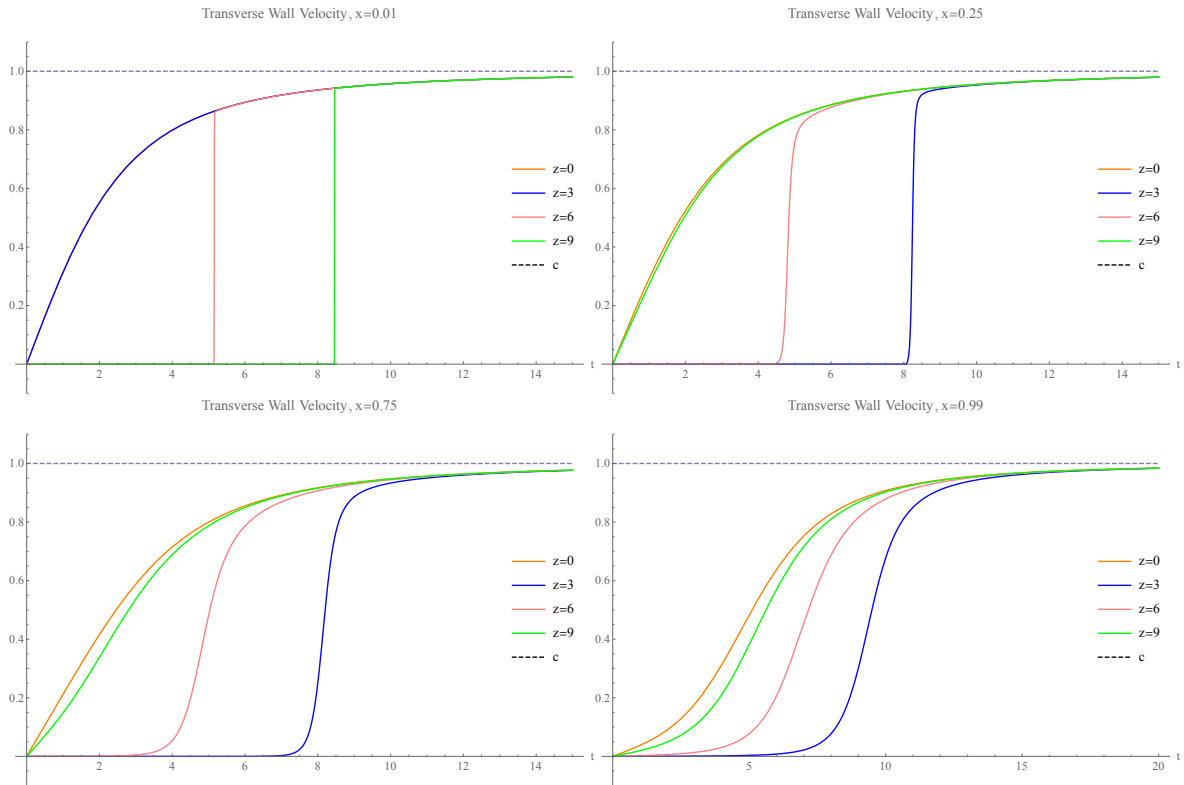 Transverse Wall Velocity, x=0.01
1.0
0.8
0.6
0.4
0.2
2 4 6 8 10 12 14 t
z=0
z=3
z=6
z=9
c
Transverse Wall Velocity, x=0.25
1.0
0.8
0.6
0.4
0.2
2 4 6 8 10 12 14 t
z=0
z=3
z=6
z=9
c
Transverse Wall Velocity, x=0.75
1.0
0.8
0.6
0.4
0.2
2 4 6 8 10 12 14 t
z=0
z=3
z=6
z=9
c
Transverse Wall Velocity, x=0.99
1.0
0.8
0.6
0.4
0.2
5 10 15 20 t
z=0
z=3
z=6
z=9
c